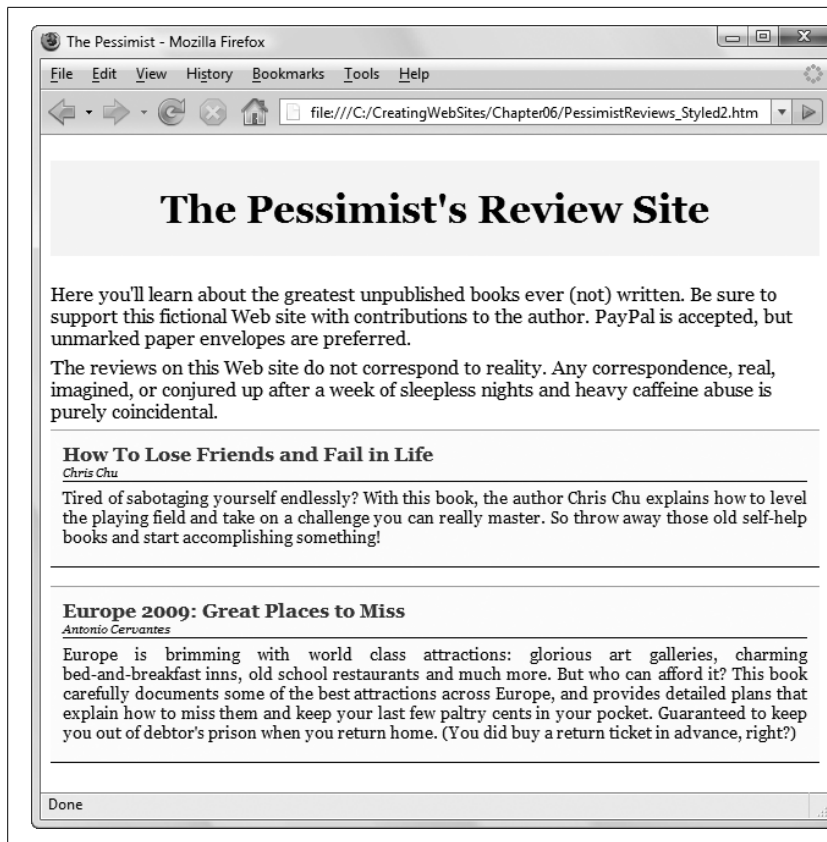 The Pessimist - Mozilla Firefox
File Edit View History Bookmarks Tools Help
file:///C:/CreatingWebSites/Chapter06/PessimistReviews_Styled2.htm
The Pessimist's Review Site
Here you'll learn about the greatest unpublished books ever (not) written. Be sure to
support this fictional Web site with contributions to the author. PayPal is accepted, but
unmarked paper envelopes are preferred.
The reviews on this Web site do not correspond to reality. Any correspondence, real,
imagined, or conjured up after a week of sleepless nights and heavy caffeine abuse is
purely coincidental.
How To Lose Friends and Fail in Life
Chris Chu
Tired of sabotaging yourself endlessly? With this book, the author Chris Chu explains how to level
the playing field and take on a challenge you can really master. So throw away those old self-help
books and start accomplishing something!
Europe 2009: Great Places to Miss
Antonio Cervantes
Europe is brimming with world class attractions: glorious art galleries, charming
bed-and-breakfast inns, old school restaurants and much more. But who can afford it? This book
carefully documents some of the best attractions across Europe, and provides detailed plans that
explain how to miss them and keep your last few paltry cents in your pocket. Guaranteed to keep
you out of debtor's prison when you return home. (You did buy a return ticket in advance, right?)
Done